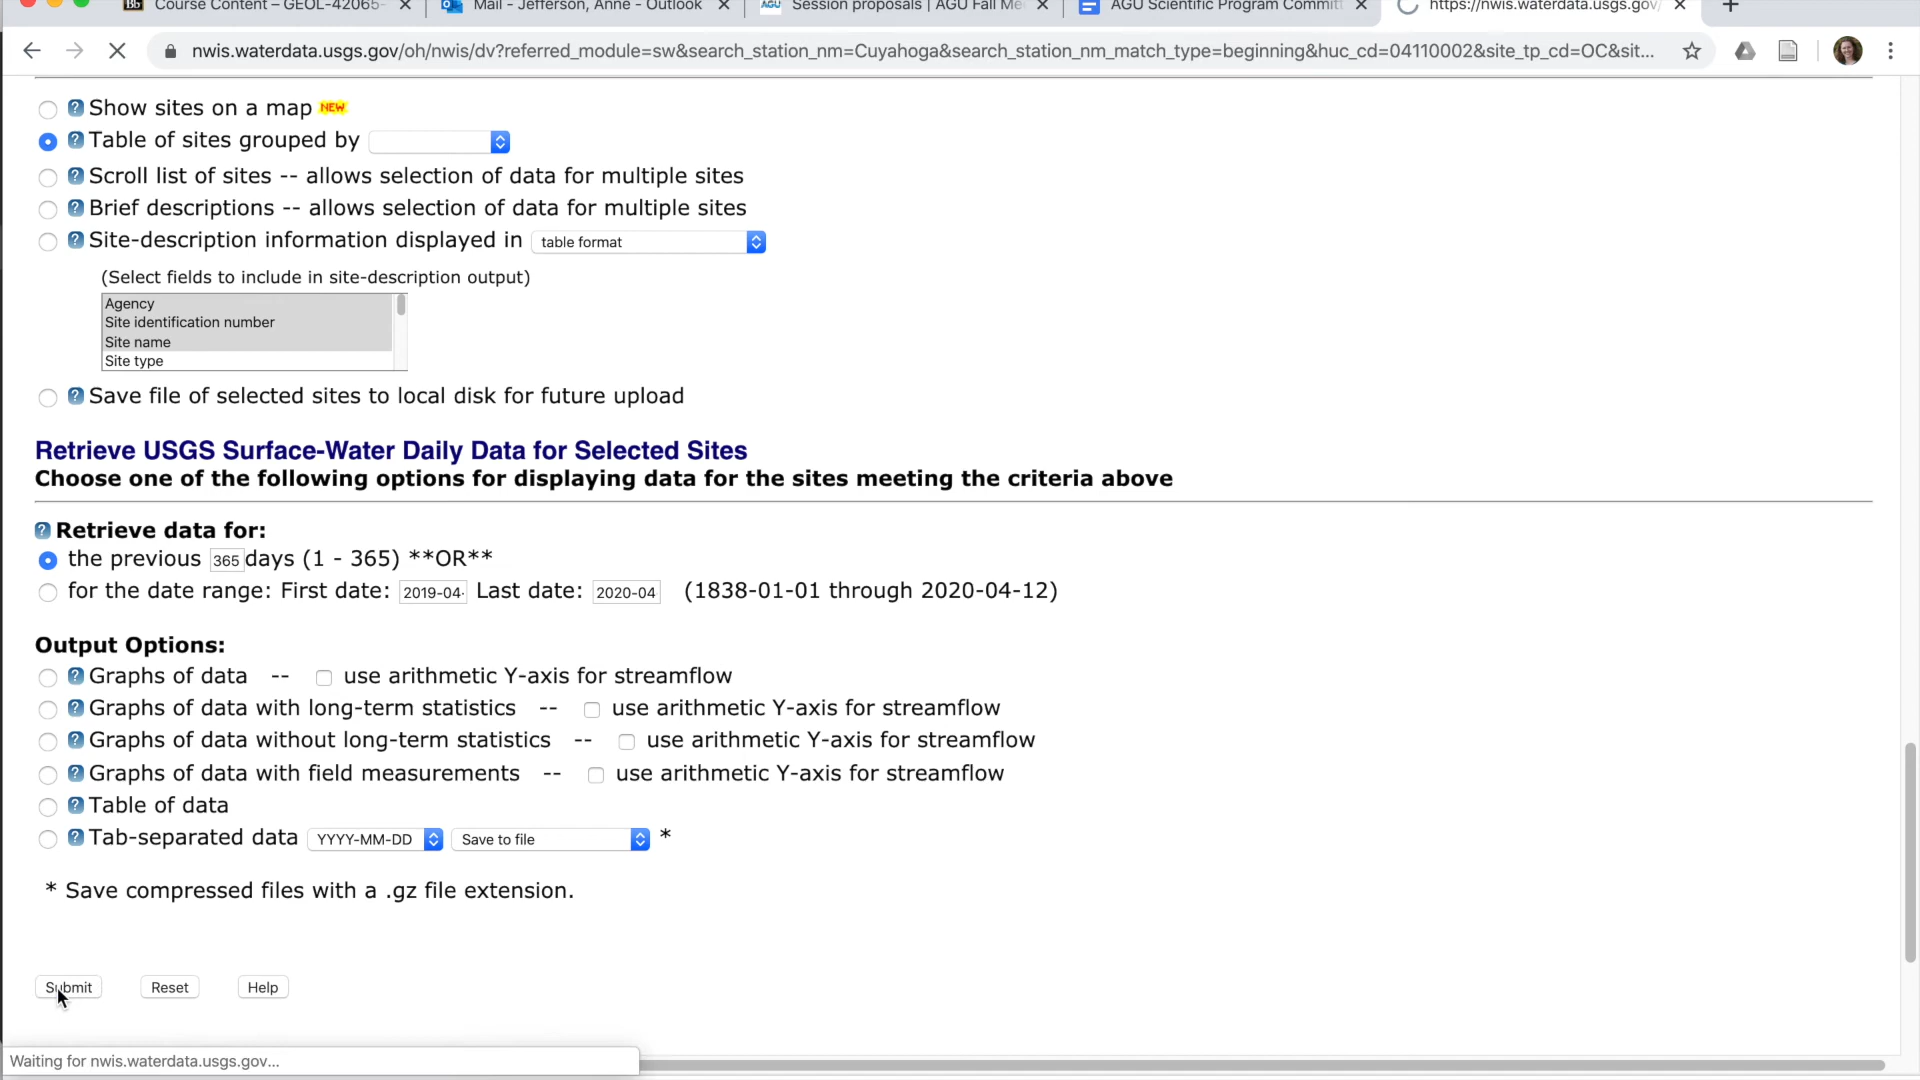 Course Content – GEOL-42065-
Mail - Jefferson, Anne - Outlook
AGU Session proposals | AGU Fall Me
AGU Scientific Program Committ
https://nwis.waterdata.usgs.gov/
nwis.waterdata.usgs.gov/oh/nwis/dv?referred_module=sw&search_station_nm=Cuyahoga&search_station_nm_match_type=beginning&huc_cd=04110002&site_tp_cd=OC&sit...
Show sites on a map NEW
Table of sites grouped by
Scroll list of sites -- allows selection of data for multiple sites
Brief descriptions -- allows selection of data for multiple sites
Site-description information displayed in table format
(Select fields to include in site-description output)
Agency
Site identification number
Site name
Site type
Save file of selected sites to local disk for future upload
Retrieve USGS Surface-Water Daily Data for Selected Sites
Choose one of the following options for displaying data for the sites meeting the criteria above
Retrieve data for:
the previous 365 days (1 - 365) **OR**
for the date range: First date: 2019-04- Last date: 2020-04 (1838-01-01 through 2020-04-12)
Output Options:
Graphs of data -- use arithmetic Y-axis for streamflow
Graphs of data with long-term statistics -- use arithmetic Y-axis for streamflow
Graphs of data without long-term statistics -- use arithmetic Y-axis for streamflow
Graphs of data with field measurements -- use arithmetic Y-axis for streamflow
Table of data
Tab-separated data YYYY-MM-DD Save to file *
* Save compressed files with a .gz file extension.
Submit Reset Help
Waiting for nwis.waterdata.usgs.gov...